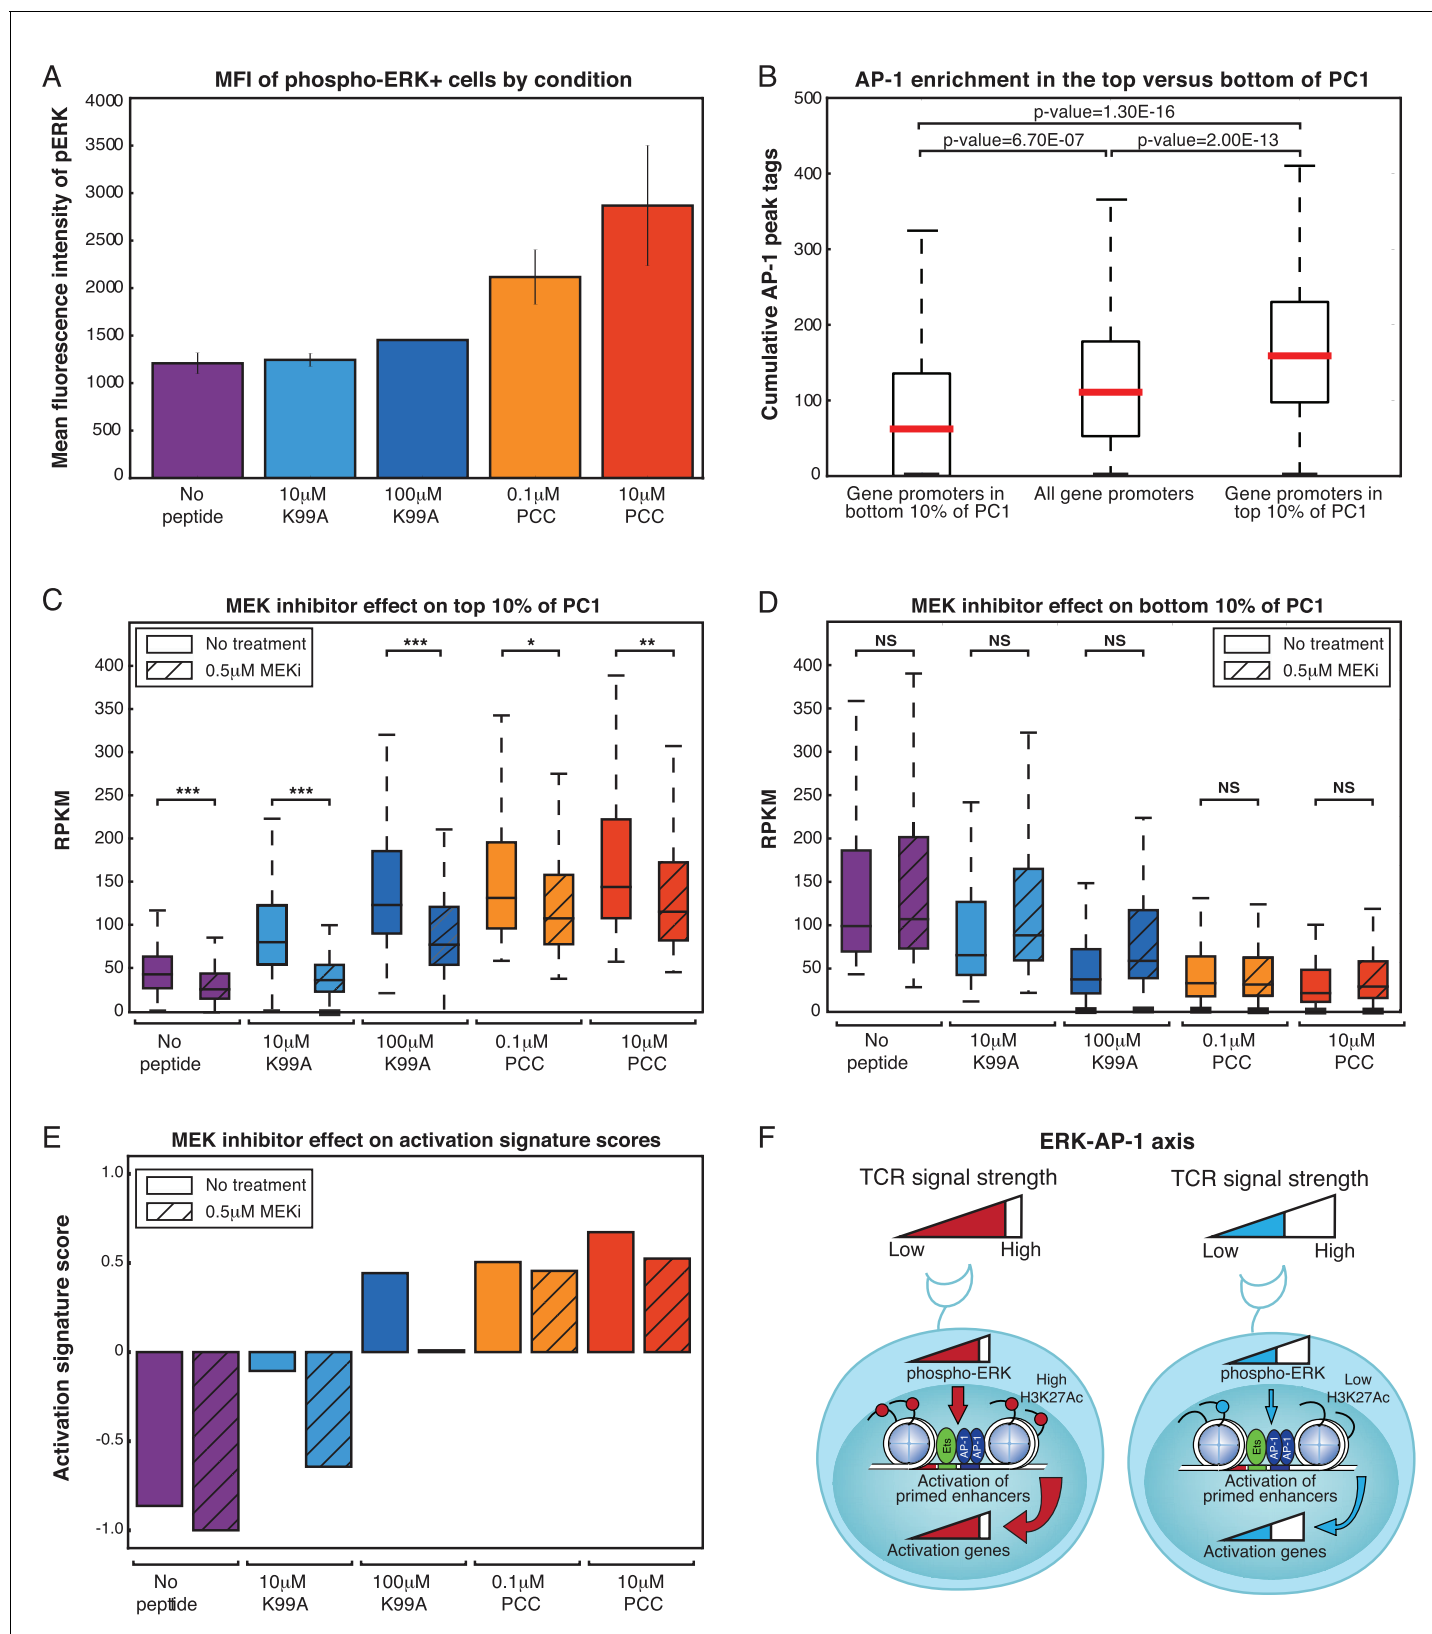 A
MFI of phospho-ERK+ cells by condition
Mean fluorescence intensity of pERK
4000
3500
3000
2500
2000
1500
1000
500
0
No
peptide
10μM
K99A
100μM
K99A
0.1μM
PCC
10μM
PCC
B
AP-1 enrichment in the top versus bottom of PC1
Cumulative AP-1 peak tags
500
400
300
200
100
0
p-value=1.30E-16
p-value=6.70E-07
p-value=2.00E-13
Gene promoters in
bottom 10% of PC1
All gene promoters
Gene promoters in
top 10% of PC1
C
MEK inhibitor effect on top 10% of PC1
No treatment
0.5μM MEKi
RPKM
400
350
300
250
200
150
100
50
0
***
***
***
*
**
No
peptide
10μM
K99A
100μM
K99A
0.1μM
PCC
10μM
PCC
D
MEK inhibitor effect on bottom 10% of PC1
No treatment
0.5μM MEKi
RPKM
400
350
300
250
200
150
100
50
0
NS
NS
NS
NS
NS
No
peptide
10μM
K99A
100μM
K99A
0.1μM
PCC
10μM
PCC
E
MEK inhibitor effect on activation signature scores
No treatment
0.5μM MEKi
Activation signature score
1.0
0.5
0
-0.5
-1.0
No
peptide
10μM
K99A
100μM
K99A
0.1μM
PCC
10μM
PCC
F
ERK-AP-1 axis
TCR signal strength
Low
High
phospho-ERK
High
H3K27Ac
Ets
AP-1
AP-1
Activation of
primed enhancers
Activation genes
TCR signal strength
Low
High
phospho-ERK
Low
H3K27Ac
Ets
AP-1
AP-1
Activation of
primed enhancers
Activation genes